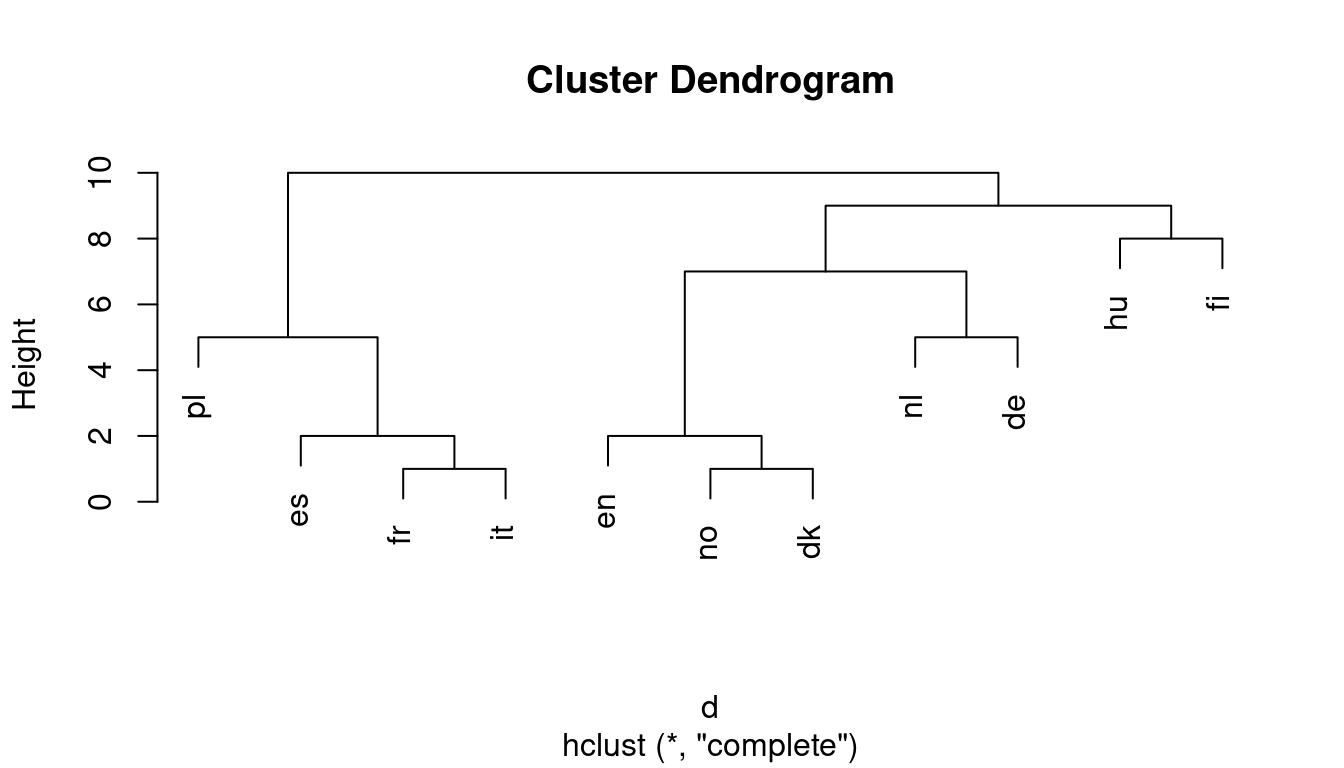 Cluster Dendrogram
Height
10
8
6
4
2
0
pl
es
fr
it
en
no
dk
nl
de
hu
fi
d
hclust (*, "complete")